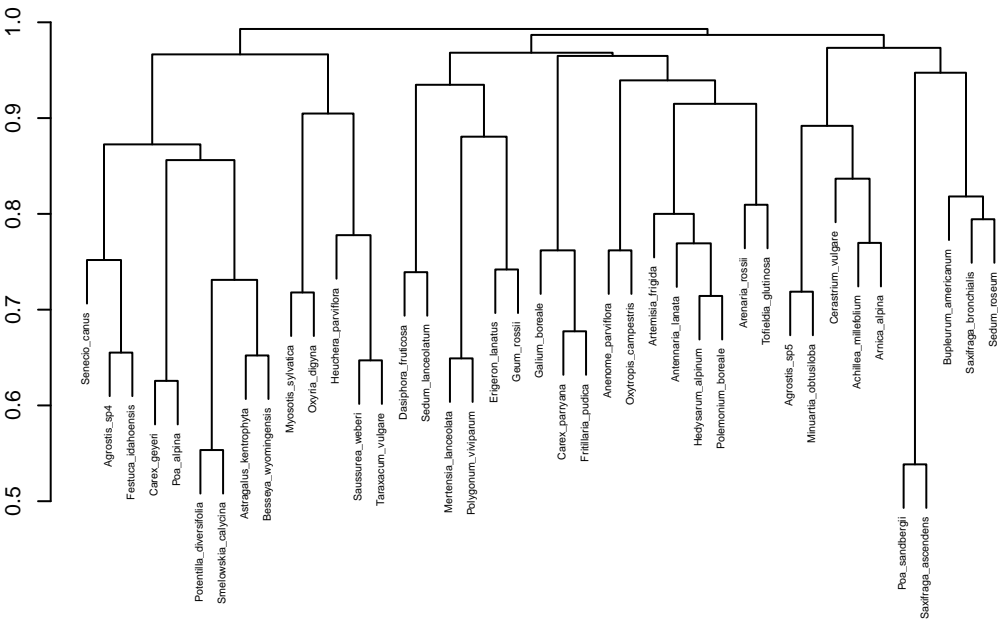 1.0
0.9
0.8
0.7
0.6
0.5
Senecio_canus
Agrostis_sp4
Festuca_idahoensis
Carex_geyeri
Poa_alpina
Potentilla_diversifolia
Smelowskia_calycina
Astragalus_kentrophyta
Besseya_wyomingensis
Myosotis_sylvatica
Oxyria_digyna
Heuchera_parviflora
Saussurea_weberi
Taraxacum_vulgare
Dasiphora_fruticosa
Sedum_lanceolatum
Mertensia_lanceolata
Polygonum_viviparum
Erigeron_lanatus
Geum_rossii
Galium_boreale
Carex_parryana
Fritillaria_pudica
Anenome_parviflora
Oxytropis_campestris
Artemisia_frigida
Antennaria_lanata
Hedysarum_alpinum
Polemonium_boreale
Arenaria_rossii
Tofieldia_glutinosa
Agrostis_sp5
Minuartia_obtusiloba
Cerastrium_vulgare
Achillea_millefolium
Arnica_alpina
Poa_sandbergii
Saxifraga_ascendens
Bupleurum_americanum
Saxifraga_bronchialis
Sedum_roseum